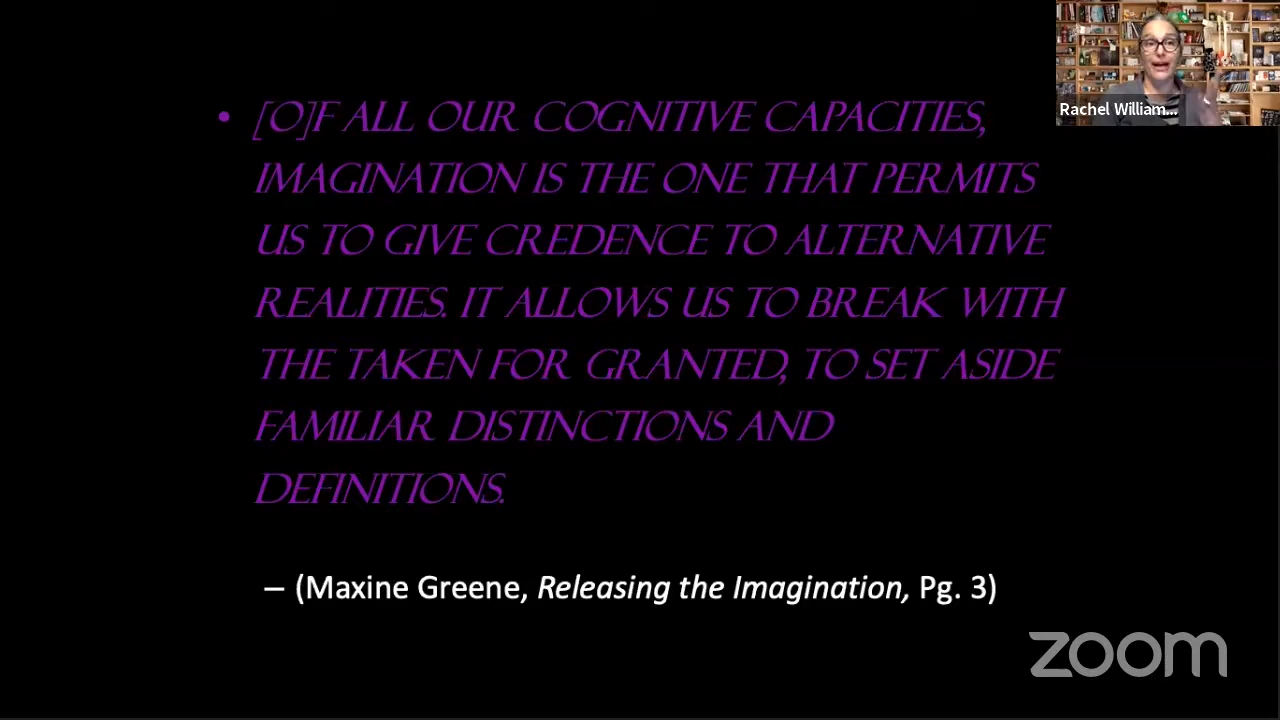 • [O]F ALL OUR COGNITIVE CAPACITIES,
IMAGINATION IS THE ONE THAT PERMITS
US TO GIVE CREDENCE TO ALTERNATIVE
REALITIES. IT ALLOWS US TO BREAK WITH
THE TAKEN FOR GRANTED, TO SET ASIDE
FAMILIAR DISTINCTIONS AND
DEFINITIONS.
– (Maxine Greene, Releasing the Imagination, Pg. 3)
Rachel William...
zoom